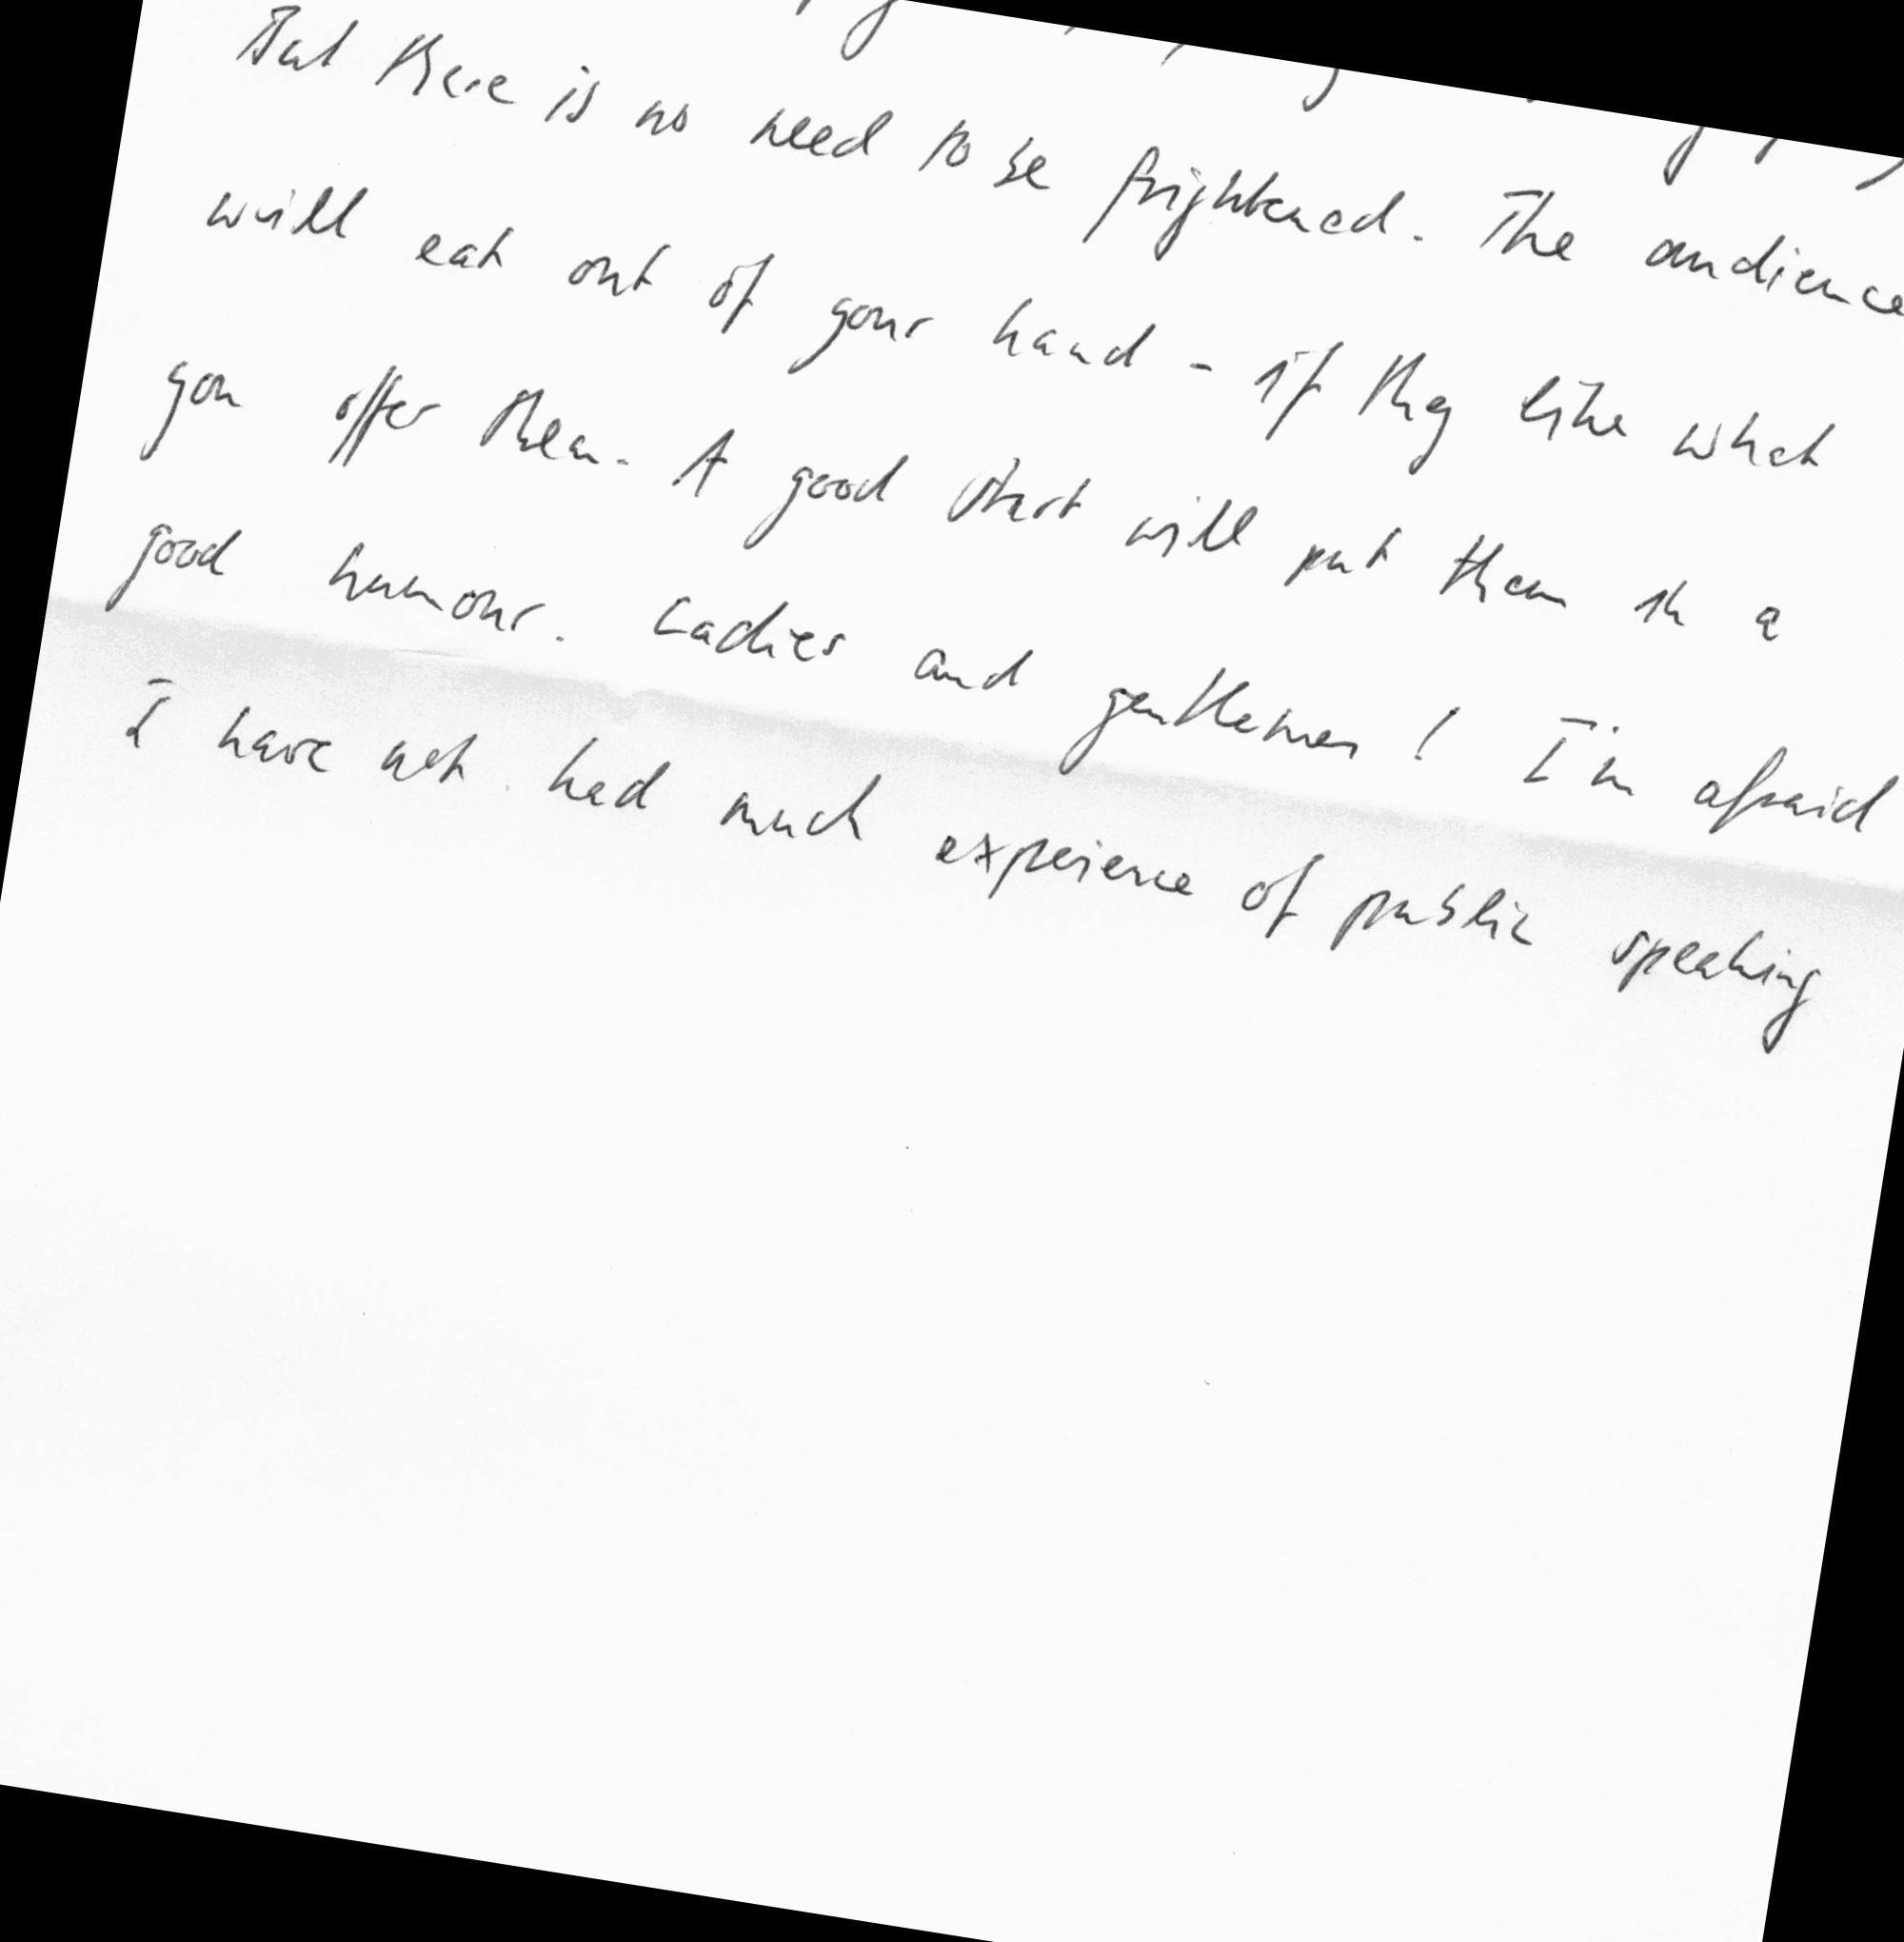 But there is no need to be frightened. The audience
will eat out of your hand - if they like what
you offer them. A good start will put them in a
good humour. Ladies and gentlemen! I'm afraid
I have not had much experience of public speaking